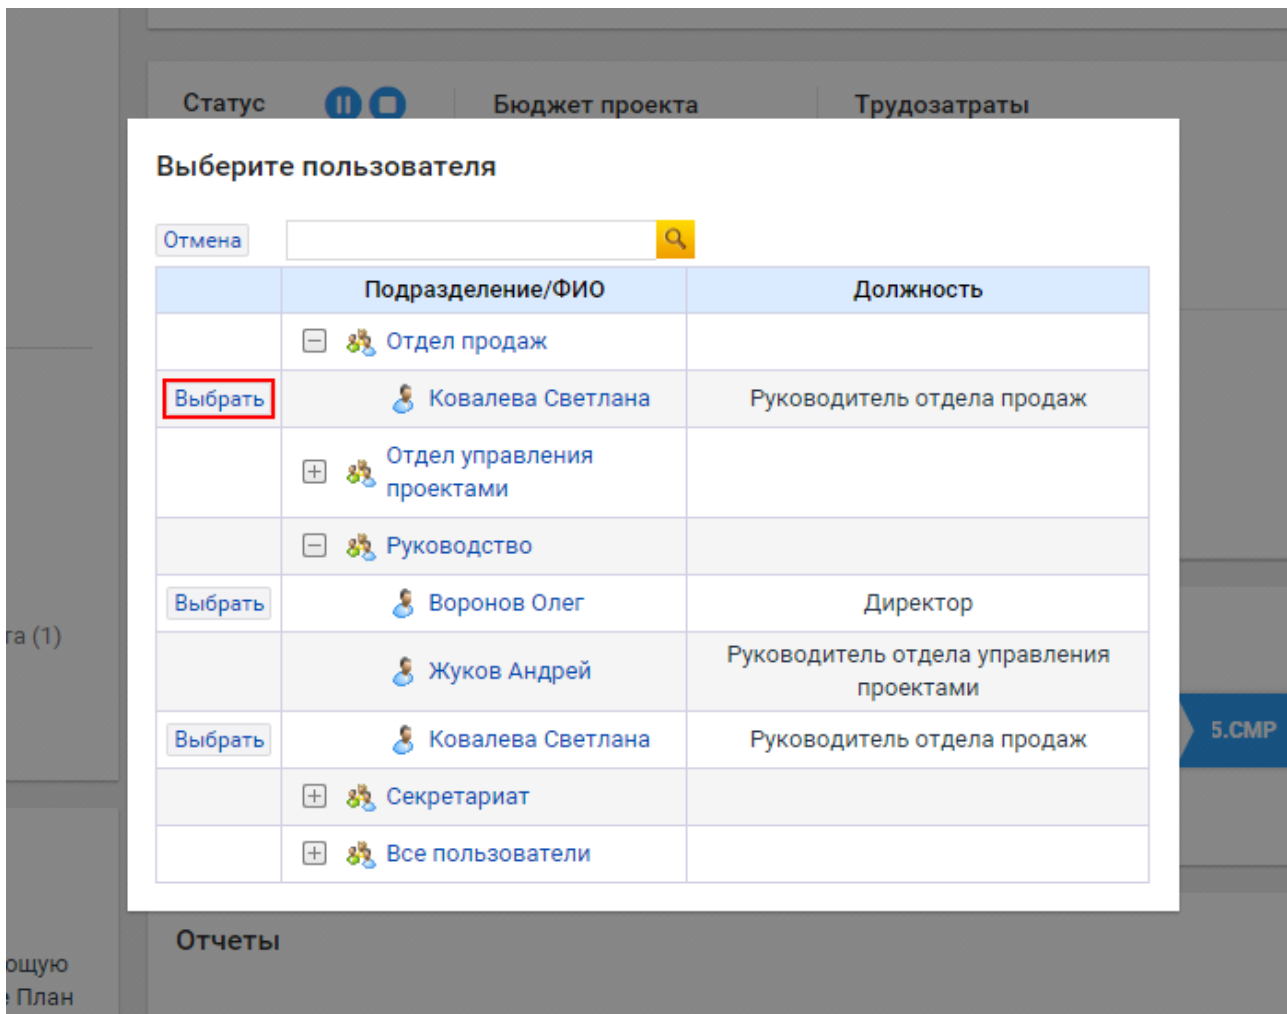 Статус
Бюджет проекта
Трудозатраты
Выберите пользователя
Отмена
Подразделение/ФИО
Должность
Отдел продаж
Выбрать
Ковалева Светлана
Руководитель отдела продаж
Отдел управления
проектами
Руководство
Выбрать
Воронов Олег
Директор
Жуков Андрей
Руководитель отдела управления
проектами
Выбрать
Ковалева Светлана
Руководитель отдела продаж
Секретариат
Все пользователи
(1)
5.СМР
Отчеты
План